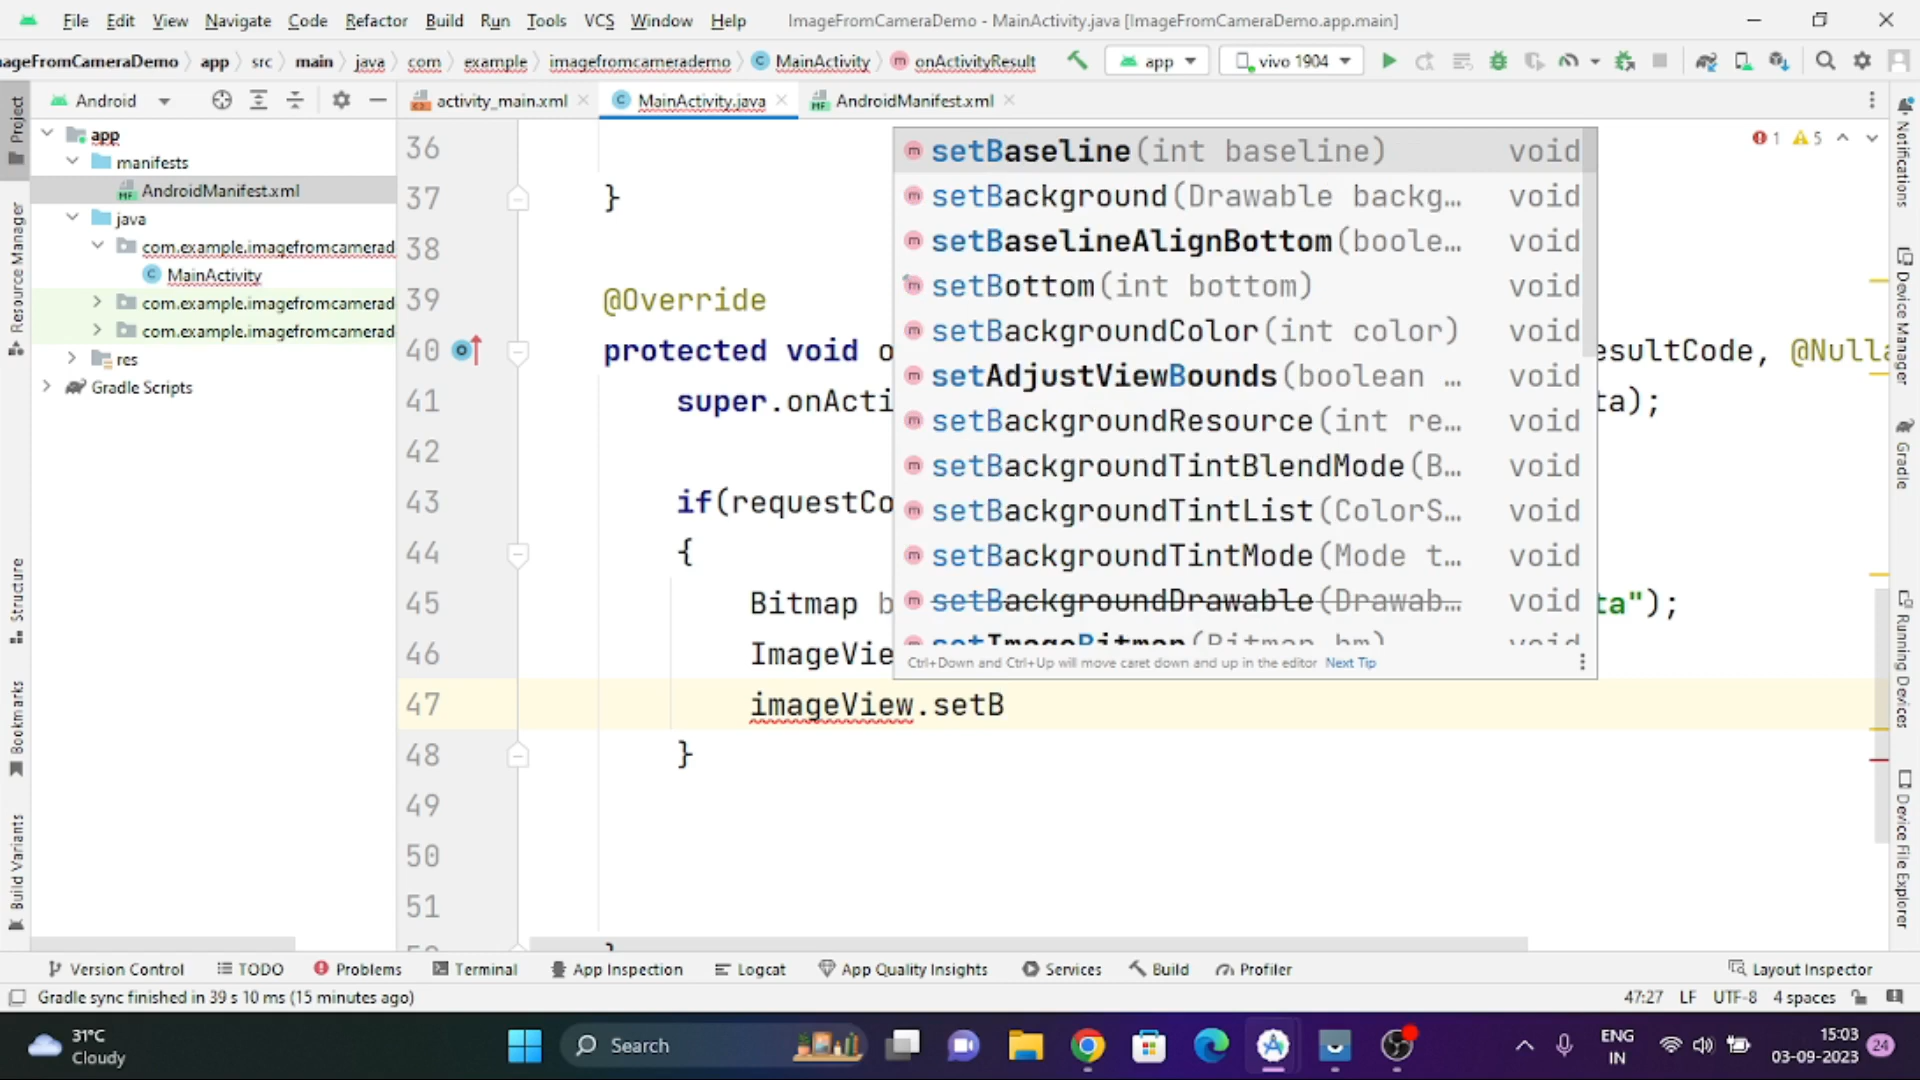 File Edit View Navigate Code Refactor Build Run Tools VCS Window Help ImageFromCameraDemo - MainActivity.java [ImageFromCameraDemo.app.main]
ageFromCameraDemo app src main java com example imagefromcamerademo MainActivity onActivityResult app vivo 1904
Project
Resource Manager
Structure
Bookmarks
Build Variants
Android
activity_main.xml MainActivity.java AndroidManifest.xml
app
manifests
AndroidManifest.xml
java
com.example.imagefromcamerad
MainActivity
com.example.imagefromcamerad
com.example.imagefromcamerad
res
Gradle Scripts
1 5
36
37 }
38
39 @Override
40 protected void o esultCode, @Nulla
41 super.onActi ta);
42
43 if(requestCo
44 {
45 Bitmap b ta");
46 ImageVie
47 imageView.setB
48 }
49
50
51
setBaseline(int baseline) void
setBackground(Drawable backg… void
setBaselineAlignBottom(boole… void
setBottom(int bottom) void
setBackgroundColor(int color) void
setAdjustViewBounds(boolean … void
setBackgroundResource(int re… void
setBackgroundTintBlendMode(B… void
setBackgroundTintList(ColorS… void
setBackgroundTintMode(Mode t… void
setBackgroundDrawable(Drawab… void
setImageBitmap(Bitmap bm) void
Ctrl+Down and Ctrl+Up will move caret down and up in the editor Next Tip
Notifications
Device Manager
Gradle
Running Devices
Device File Explorer
Version Control TODO Problems Terminal App Inspection Logcat App Quality Insights Services Build Profiler Layout Inspector
Gradle sync finished in 39 s 10 ms (15 minutes ago) 47:27 LF UTF-8 4 spaces
31°C
Cloudy
Search
ENG
IN
15:03
03-09-2023
24